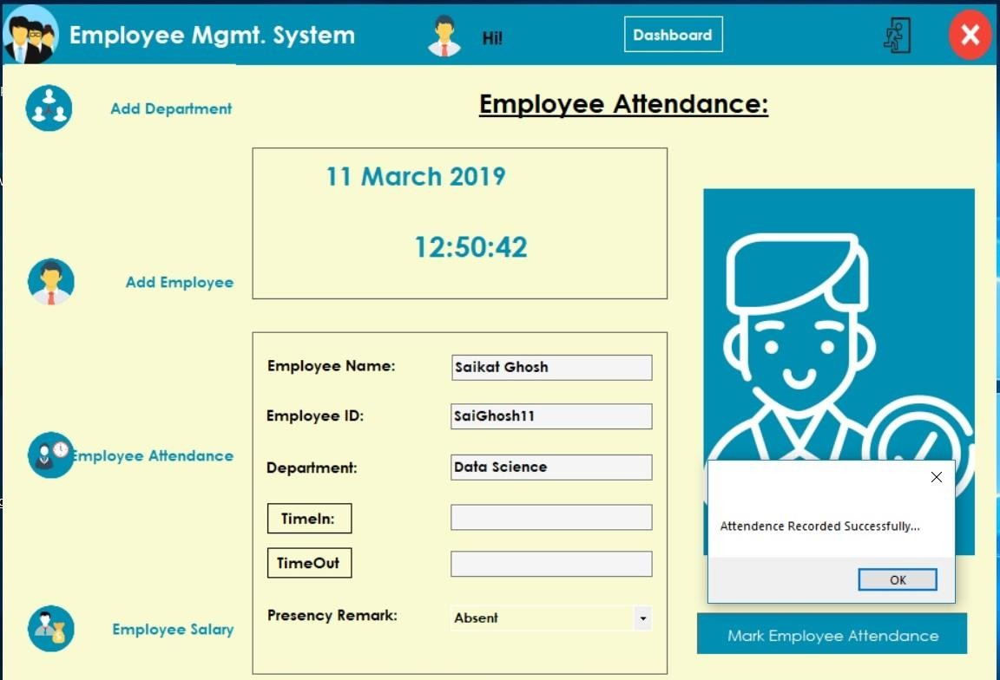 Employee Mgmt. System
Hi!
Dashboard
Add Department
Employee Attendance:
11 March 2019
12:50:42
Add Employee
Employee Name: Saikat Ghosh
Employee ID: SaiGhosh11
Employee Attendance
Department: Data Science
TimeIn:
TimeOut
Attendence Recorded Successfully...
OK
Presency Remark: Absent
Employee Salary
Mark Employee Attendance